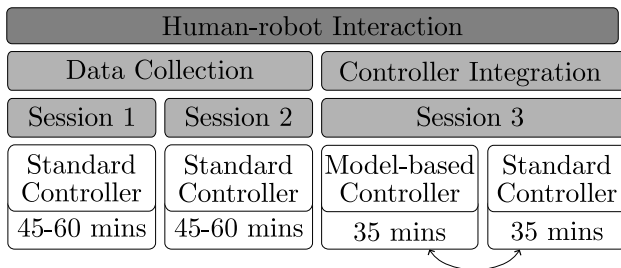 Human-robot Interaction
Data Collection
Controller Integration
Session 1
Session 2
Session 3
Standard
Controller
45-60 mins
Standard
Controller
45-60 mins
Model-based
Controller
35 mins
Standard
Controller
35 mins